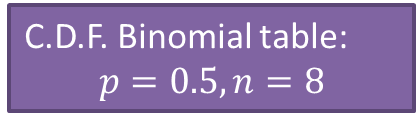 C.D.F. Binomial table:
p = 0.5, n = 8